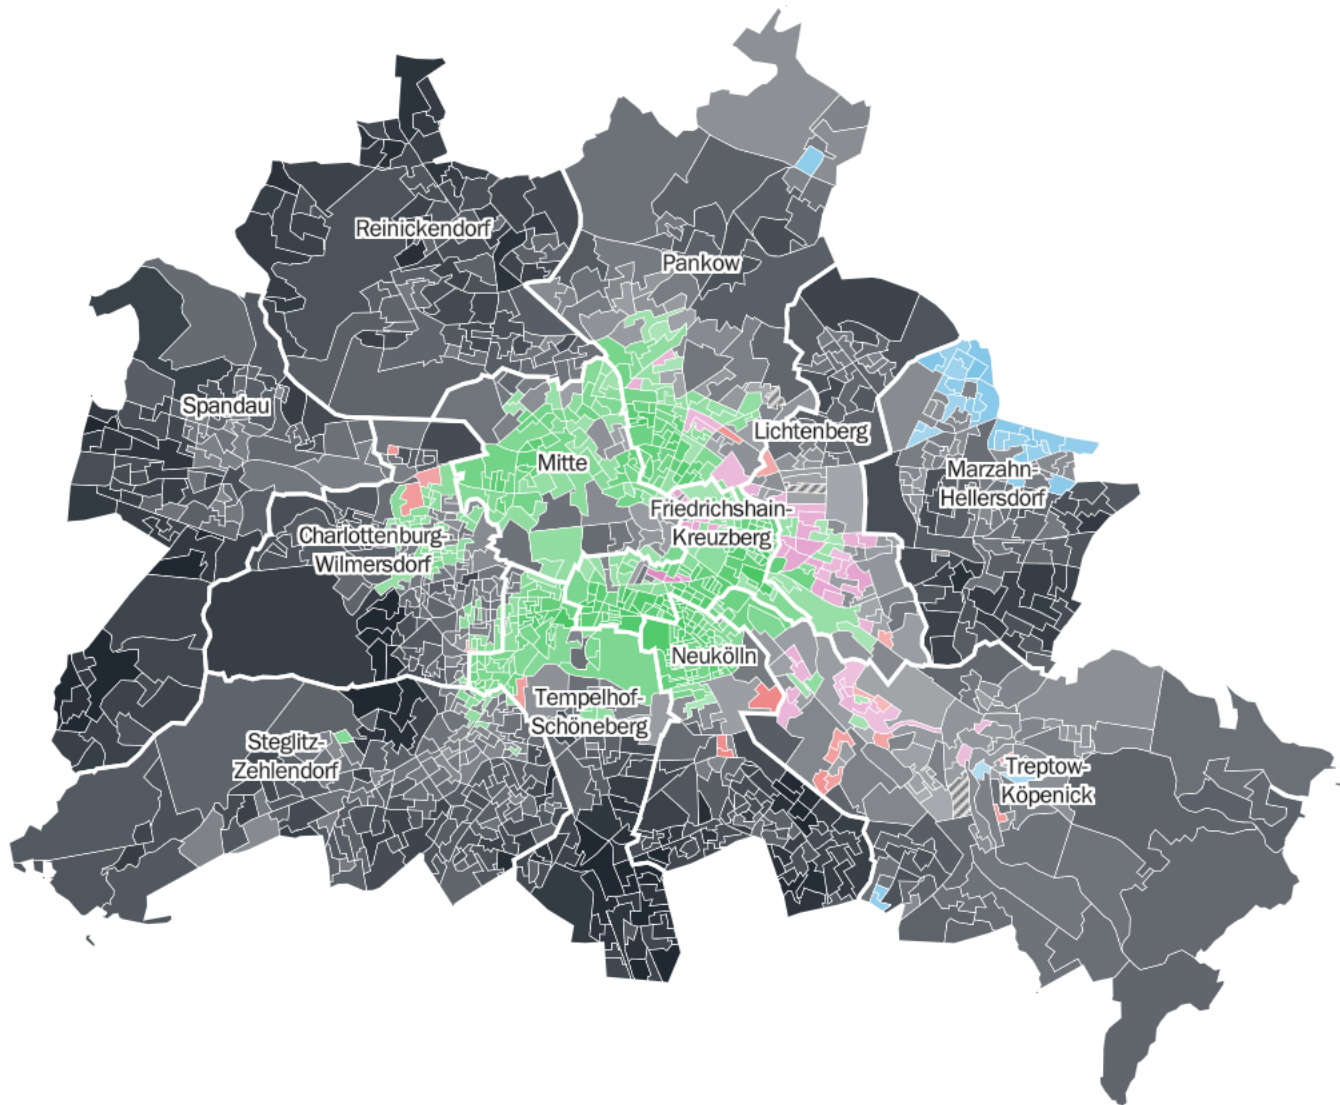 Reinickendorf
Pankow
Spandau
Lichtenberg
Mitte
Marzahn-
Hellersdorf
Friedrichshain-
Kreuzberg
Charlottenburg-
Wilmersdorf
Neukölln
Tempelhof-
Schöneberg
Steglitz-
Zehlendorf
Treptow-
Köpenick